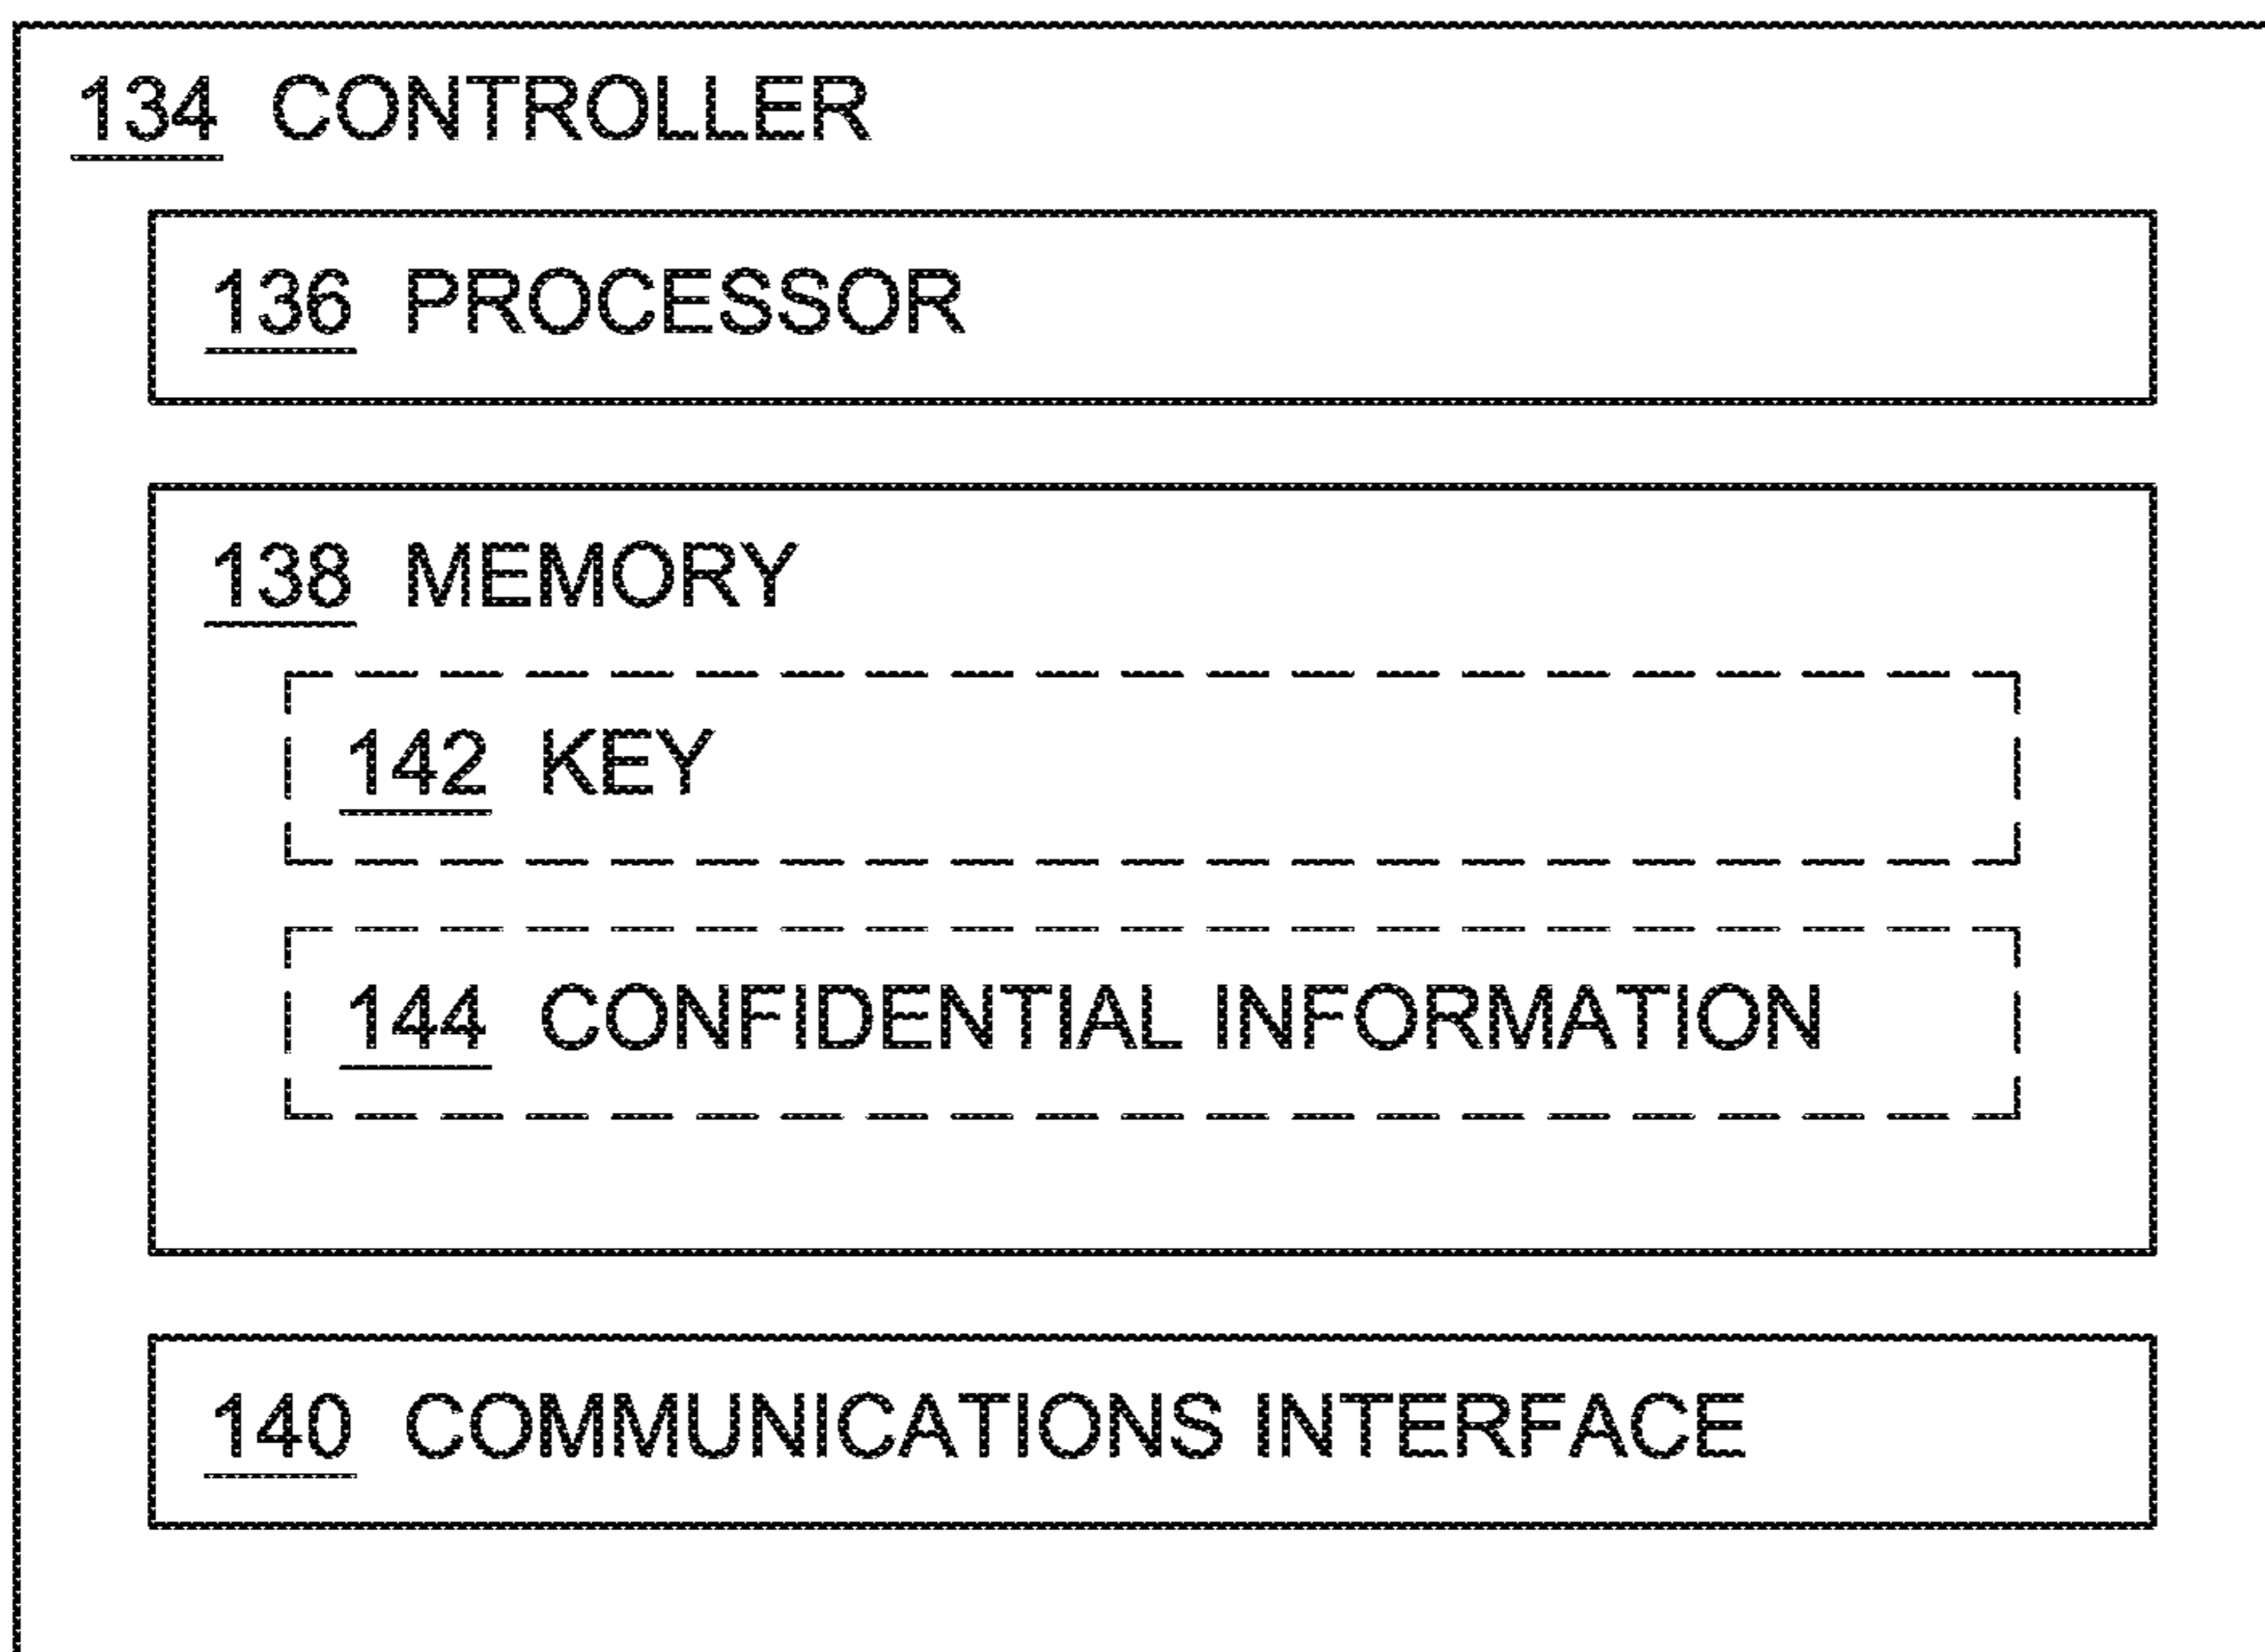 134 CONTROLLER
136 PROCESSOR
138 MEMORY
142 KEY
144 CONFIDENTIAL INFORMATION
140 COMMUNICATIONS INTERFACE